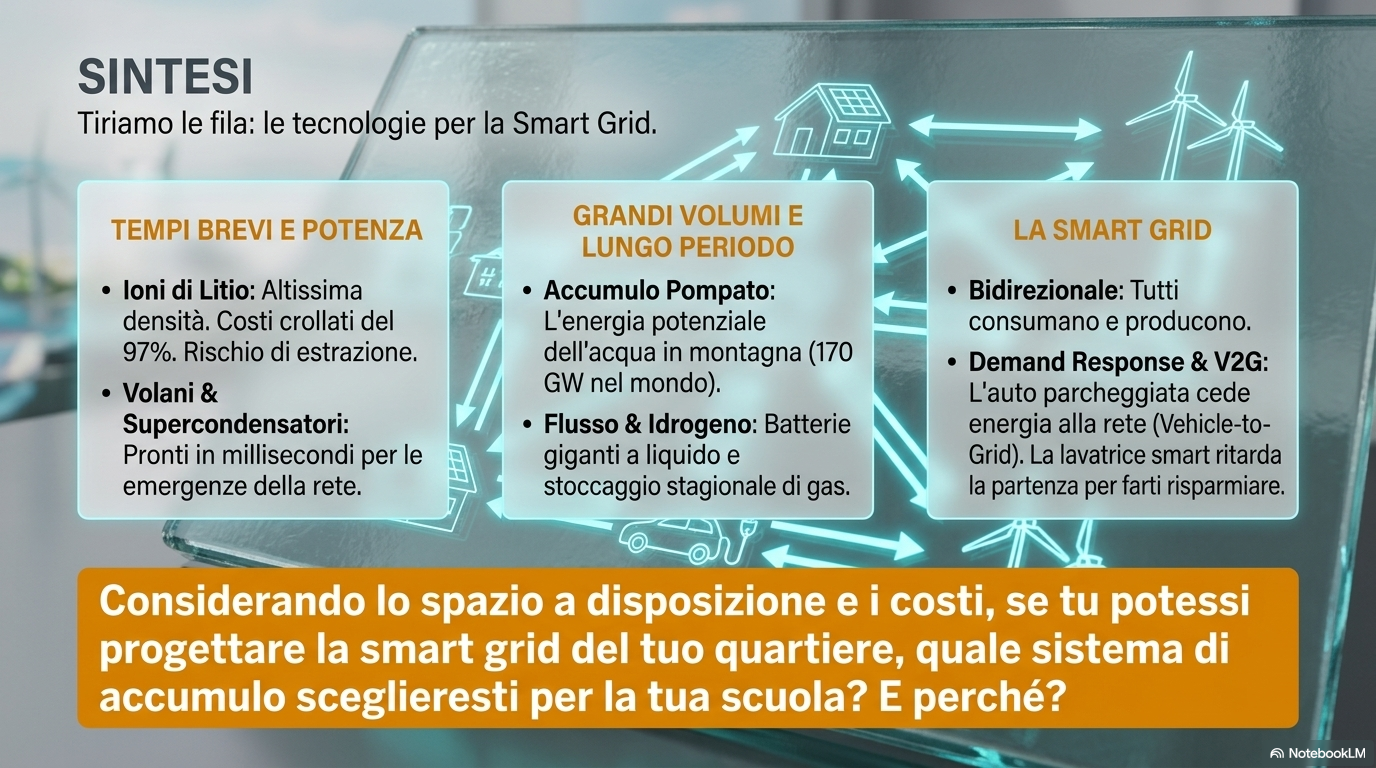 SINTESI
Tiriamo le fila: le tecnologie per la Smart Grid.
TEMPI BREVI E POTENZA
• Ioni di Litio: Altissima
densità. Costi crollati del
97%. Rischio di estrazione.
• Volani &
Supercondensatori:
Pronti in millisecondi per le
emergenze della rete.
GRANDI VOLUMI E
LUNGO PERIODO
• Accumulo Pompato:
L'energia potenziale
dell'acqua in montagna (170
GW nel mondo).
• Flusso & Idrogeno: Batterie
giganti a liquido e
stoccaggio stagionale di gas.
LA SMART GRID
• Bidirezionale: Tutti
consumano e producono.
• Demand Response & V2G:
L'auto parcheggiata cede
energia alla rete (Vehicle-to-
Grid). La lavatrice smart ritarda
la partenza per farti risparmiare.
Considerando lo spazio a disposizione e i costi, se tu potessi
progettare la smart grid del tuo quartiere, quale sistema di
accumulo sceglieresti per la tua scuola? E perché?
NotebookLM